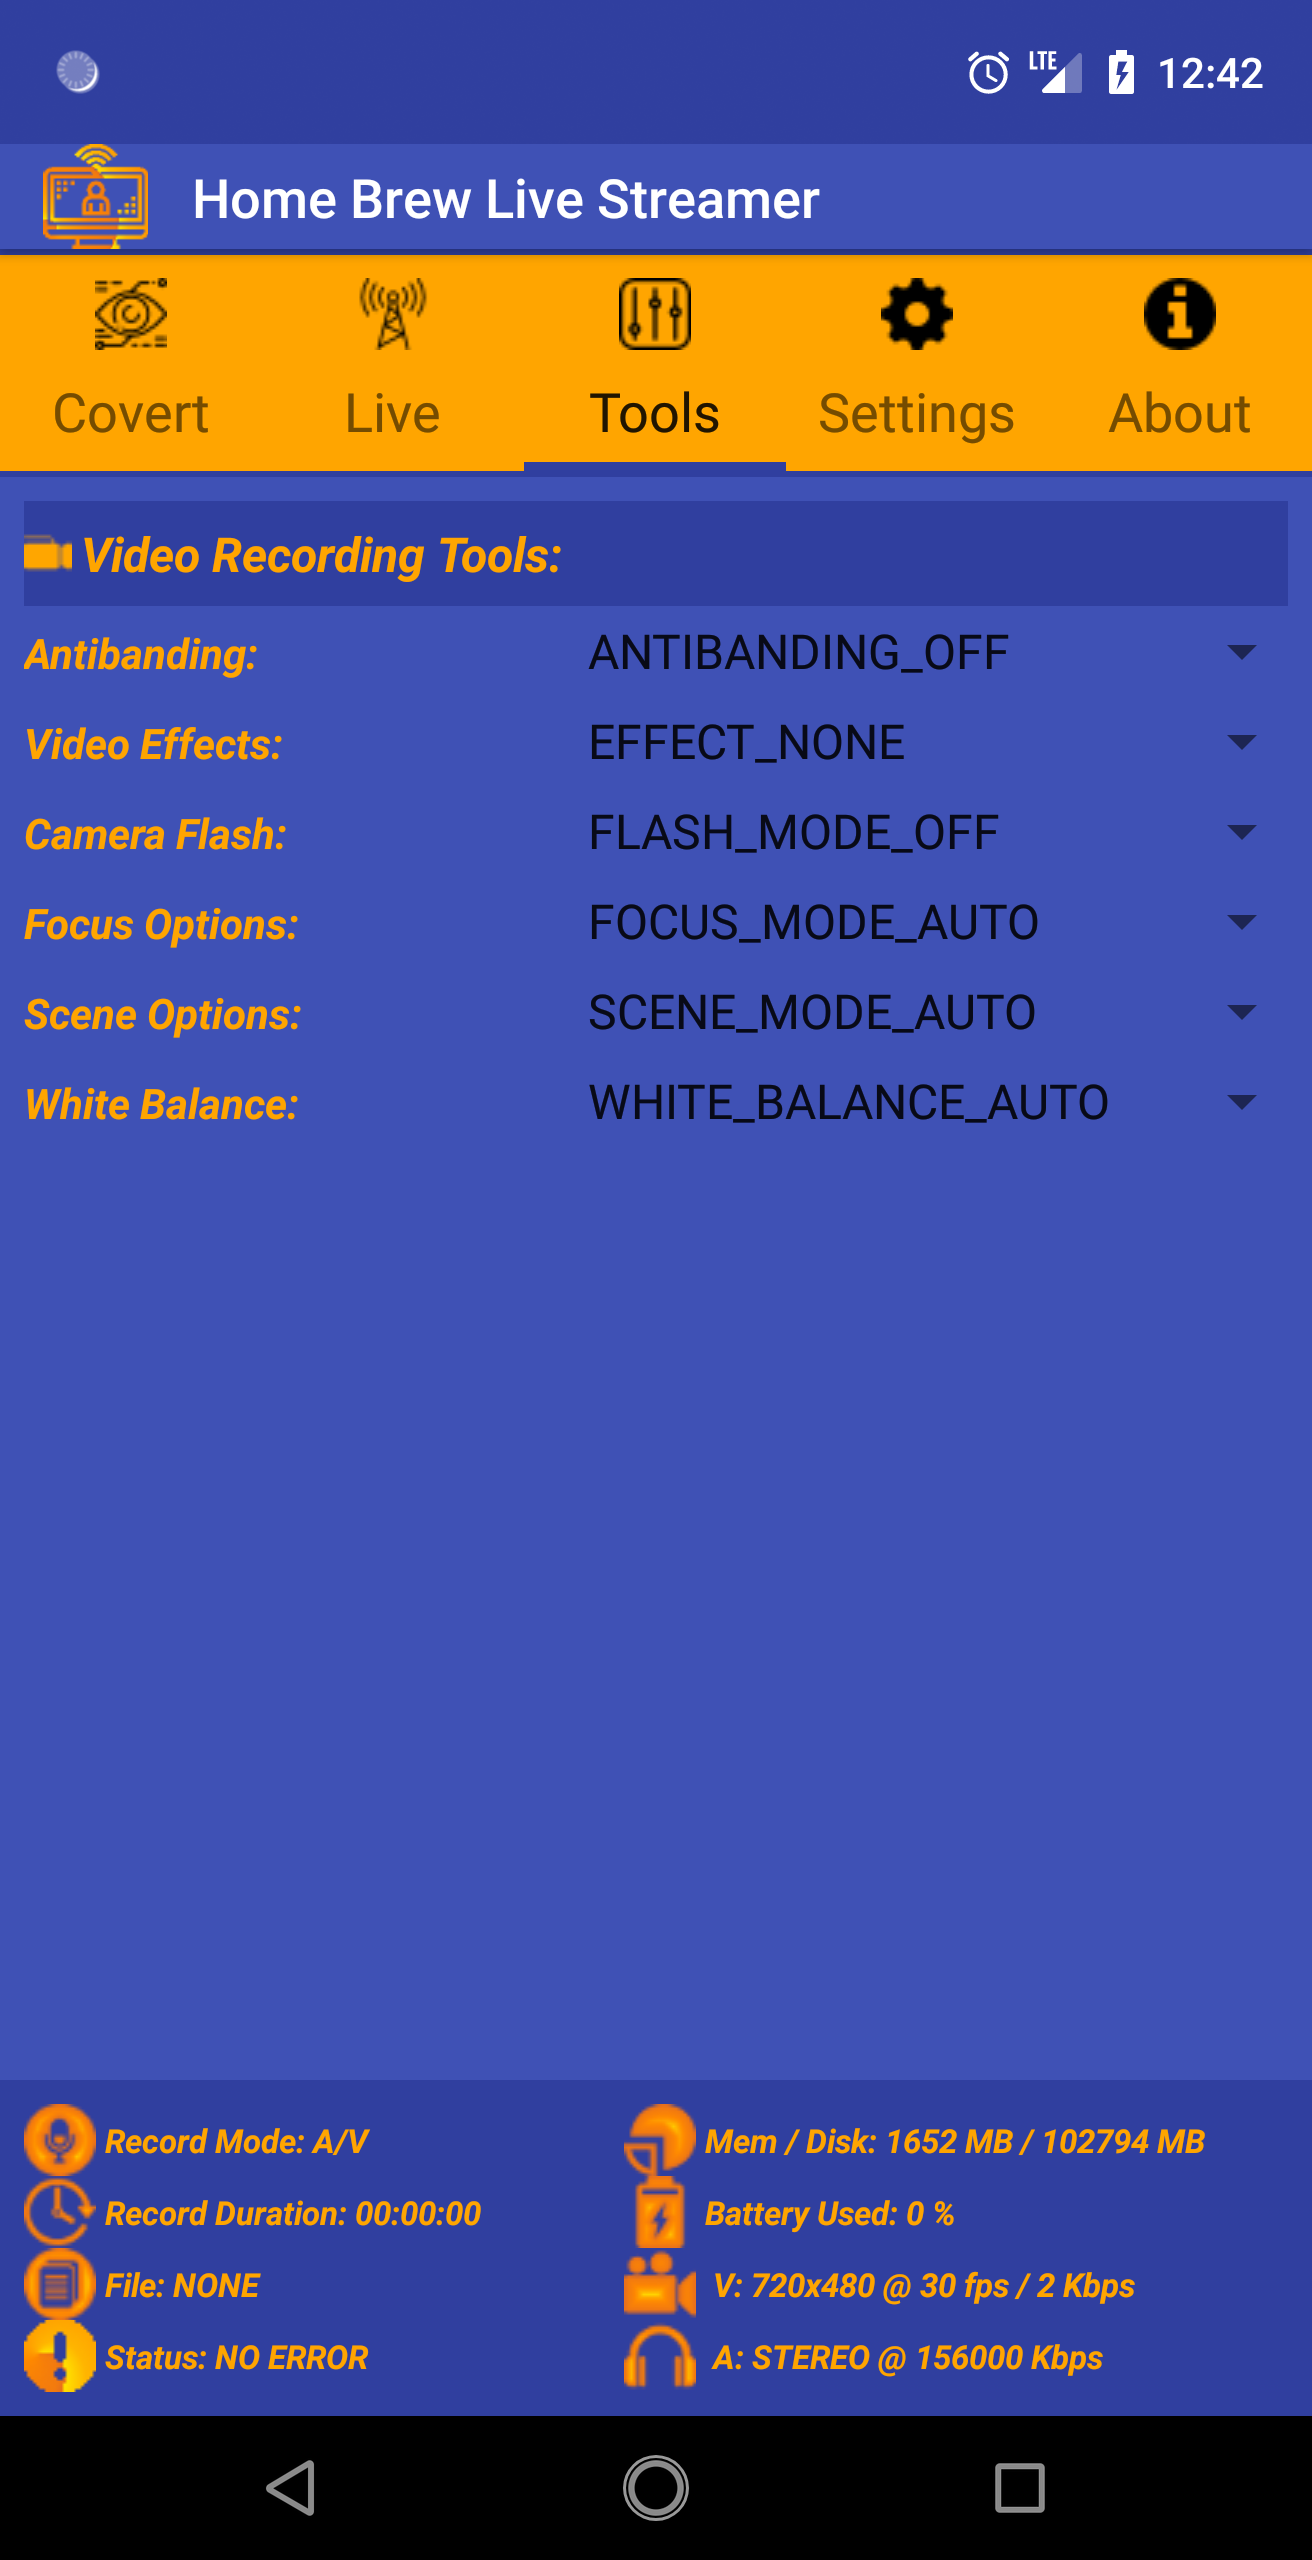 LTE 12:42
Home Brew Live Streamer
Covert Live Tools Settings About
Video Recording Tools:
Antibanding: ANTIBANDING_OFF
Video Effects: EFFECT_NONE
Camera Flash: FLASH_MODE_OFF
Focus Options: FOCUS_MODE_AUTO
Scene Options: SCENE_MODE_AUTO
White Balance: WHITE_BALANCE_AUTO
Record Mode: A/V Mem / Disk: 1652 MB / 102794 MB
Record Duration: 00:00:00 Battery Used: 0 %
File: NONE V: 720x480 @ 30 fps / 2 Kbps
Status: NO ERROR A: STEREO @ 156000 Kbps